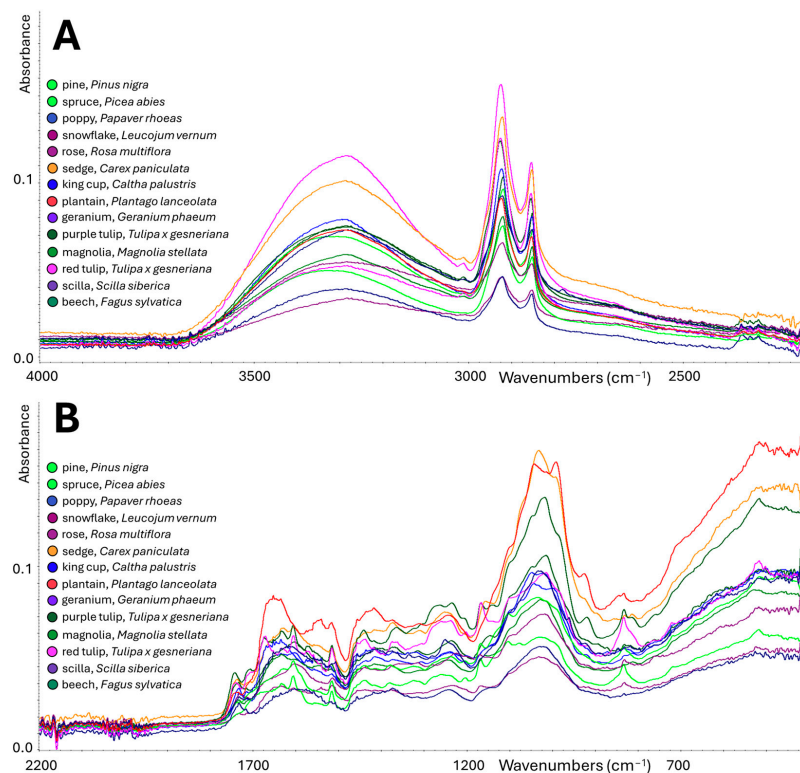 A
Absorbance
pine, Pinus nigra
spruce, Picea abies
poppy, Papaver rhoeas
snowflake, Leucojum vernum
rose, Rosa multiflora
sedge, Carex paniculata
king cup, Caltha palustris
plantain, Plantago lanceolata
geranium, Geranium phaeum
purple tulip, Tulipa x gesneriana
magnolia, Magnolia stellata
red tulip, Tulipa x gesneriana
scilla, Scilla siberica
beech, Fagus sylvatica
0.1
0.0
4000 3500 3000 Wavenumbers (cm⁻¹) 2500
B
Absorbance
pine, Pinus nigra
spruce, Picea abies
poppy, Papaver rhoeas
snowflake, Leucojum vernum
rose, Rosa multiflora
sedge, Carex paniculata
king cup, Caltha palustris
plantain, Plantago lanceolata
geranium, Geranium phaeum
purple tulip, Tulipa x gesneriana
magnolia, Magnolia stellata
red tulip, Tulipa x gesneriana
scilla, Scilla siberica
beech, Fagus sylvatica
0.1
0.0
2200 1700 1200 Wavenumbers (cm⁻¹) 700